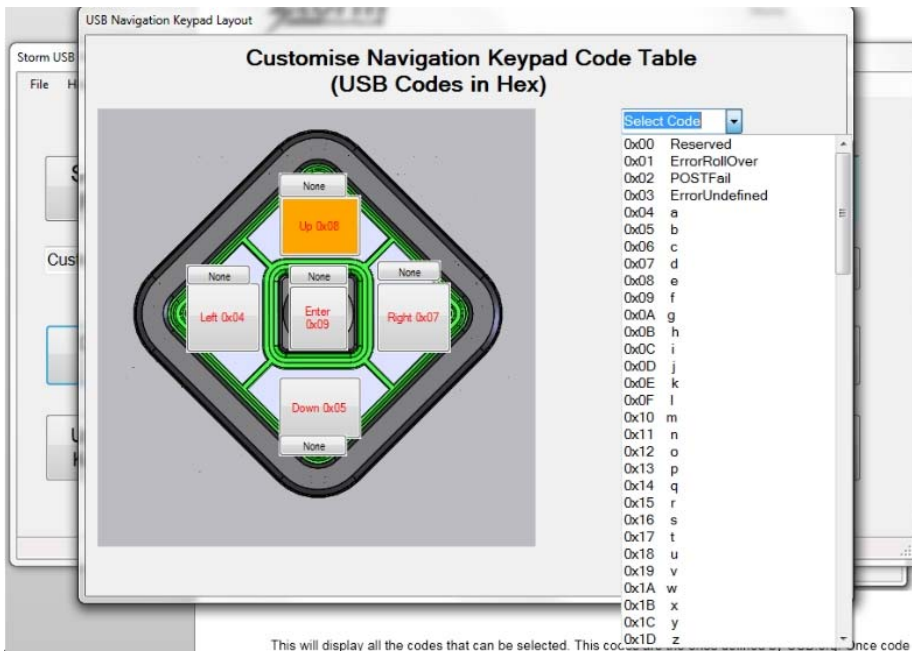 USB Navigation Keypad Layout
Storm USB
File H
Cus
Customise Navigation Keypad Code Table
(USB Codes in Hex)
None
Up 0x08
None
None
None
Left 0x04
Enter
0x09
Right 0x07
Down 0x05
None
Select Code
0x00 Reserved
0x01 ErrorRollOver
0x02 POSTFail
0x03 ErrorUndefined
0x04 a
0x05 b
0x06 c
0x07 d
0x08 e
0x09 f
0x0A g
0x0B h
0x0C i
0x0D j
0x0E k
0x0F l
0x10 m
0x11 n
0x12 o
0x13 p
0x14 q
0x15 r
0x16 s
0x17 t
0x18 u
0x19 v
0x1A w
0x1B x
0x1C y
0x1D z
This will display all the codes that can be selected. This Once code